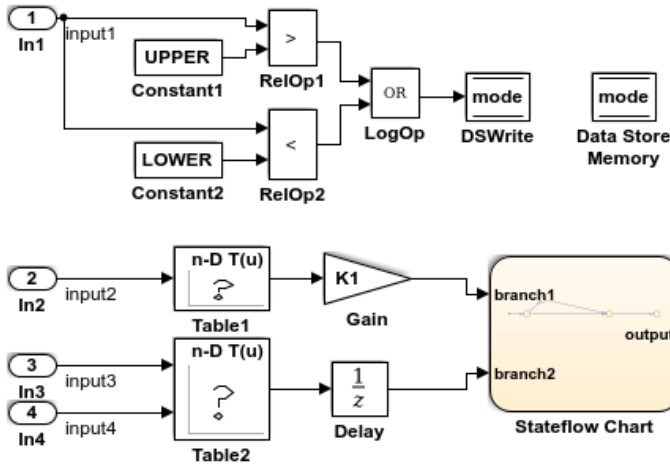 1
In1
input1
UPPER
Constant1
>
RelOp1
LOWER
Constant2
<
RelOp2
OR
LogOp
mode
DSWrite
mode
Data Store
Memory
2
In2
input2
n-D T(u)
Table1
K1
Gain
3
In3
input3
4
In4
input4
n-D T(u)
?
Table2
1
z
Delay
branch1
output
branch2
Stateflow Chart